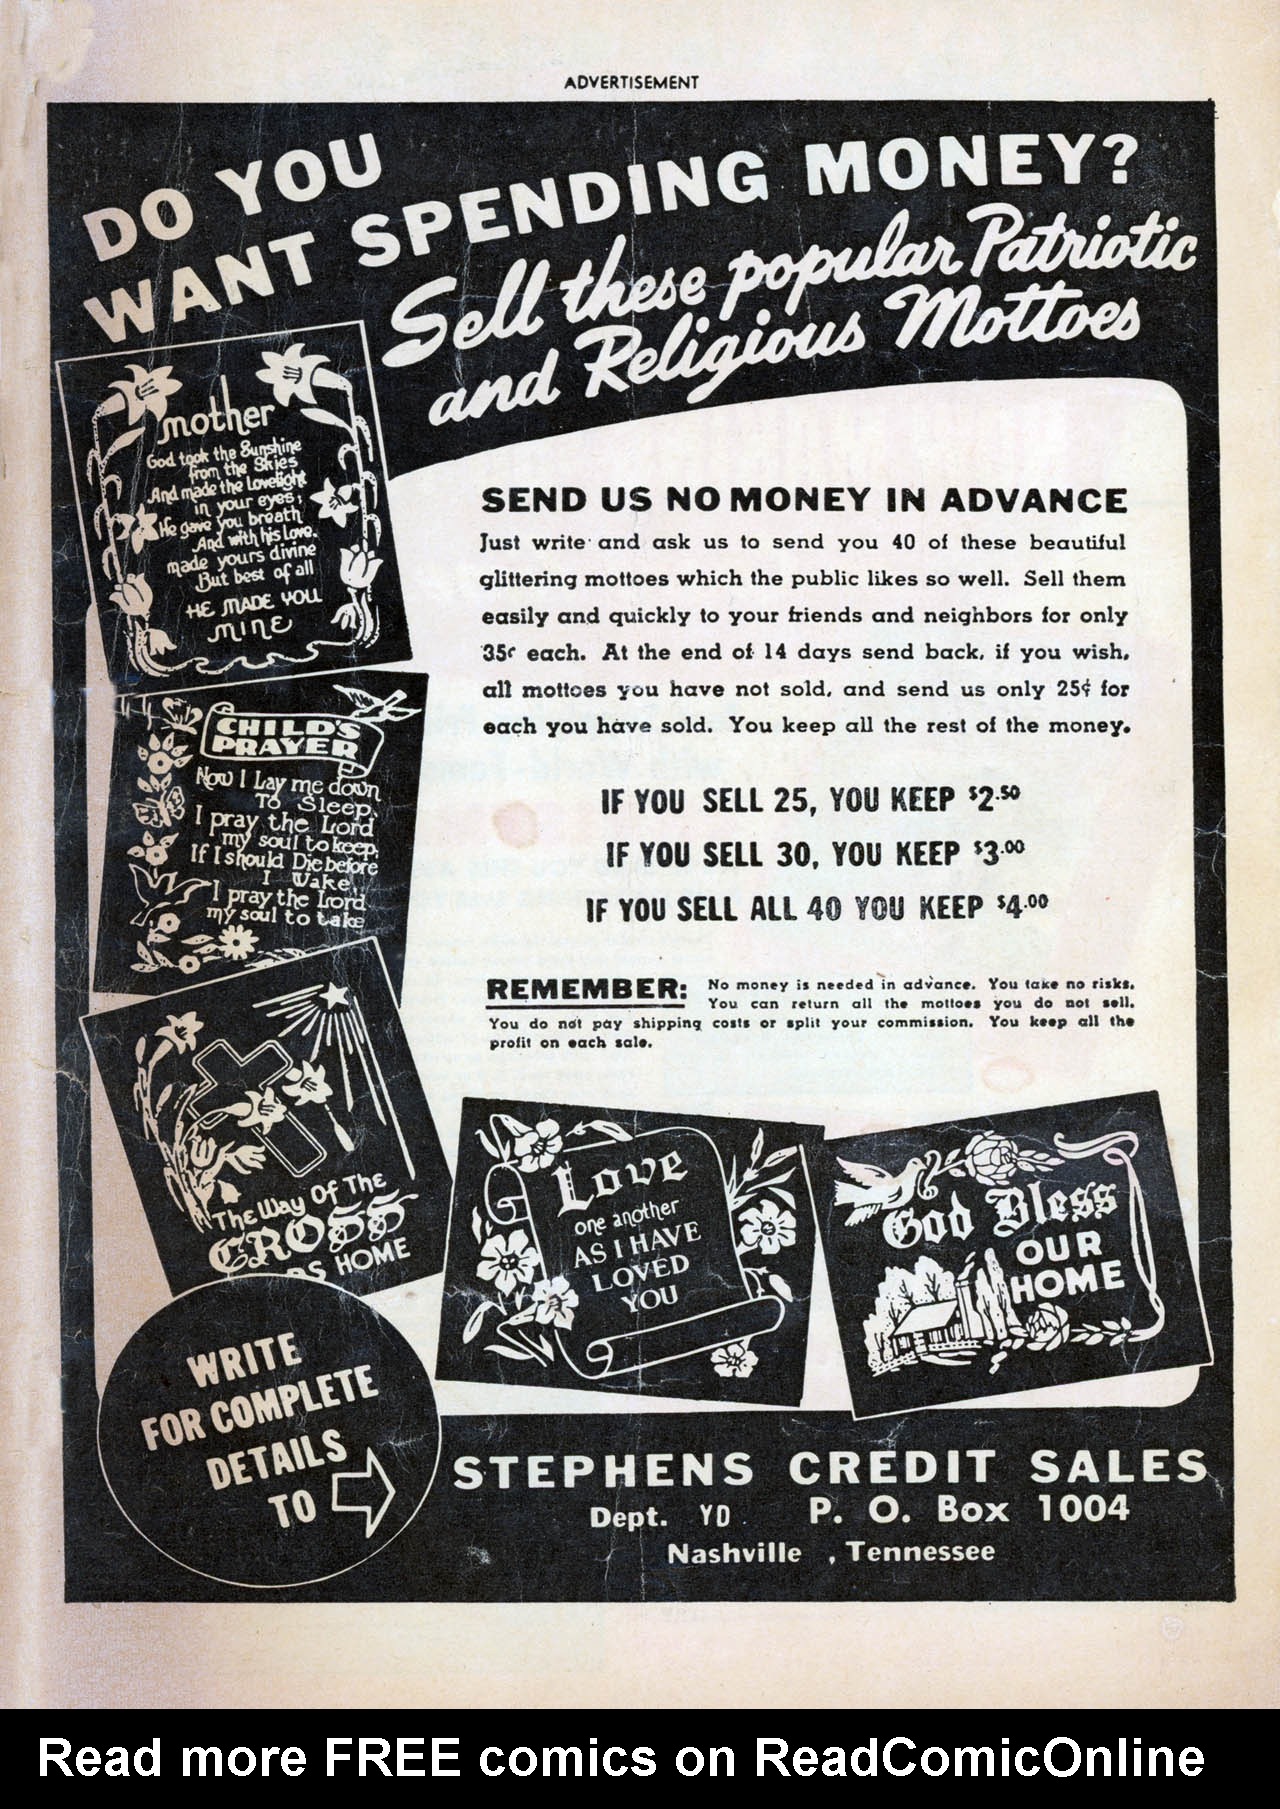 ADVERTISEMENT
DO YOU
WANT SPENDING MONEY?
Sell these popular Patriotic
and Religious Mottoes
mother
God took the Sunshine
from the Skies
And made the Lovelight
in your eyes;
He gave you breath
And with his Love,
made yours divine
But best of all
HE MADE YOU
MINE
CHILD'S
PRAYER
Now I Lay me down
To Sleep,
I pray the Lord
my soul to keep,
If I should Die before
I Wake
I pray the Lord
my soul to take
The Way Of The
CROSS
HOME
SEND US NO MONEY IN ADVANCE
Just write and ask us to send you 40 of these beautiful
glittering mottoes which the public likes so well. Sell them
easily and quickly to your friends and neighbors for only
35¢ each. At the end of 14 days send back, if you wish,
all mottoes you have not sold, and send us only 25¢ for
each you have sold. You keep all the rest of the money.
IF YOU SELL 25, YOU KEEP $2.50
IF YOU SELL 30, YOU KEEP $3.00
IF YOU SELL ALL 40 YOU KEEP $4.00
REMEMBER: No money is needed in advance. You take no risks.
You can return all the mottoes you do not sell.
You do not pay shipping costs or split your commission. You keep all the
profit on each sale.
Love
one another
AS I HAVE
LOVED
YOU
God Bless
OUR
HOME
WRITE
FOR COMPLETE
DETAILS
TO
STEPHENS CREDIT SALES
Dept. YD P. O. Box 1004
Nashville , Tennessee
Read more FREE comics on ReadComicOnline